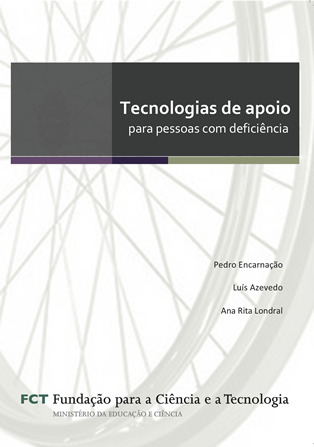 Tecnologias de apoio
para pessoas com deficiência
Pedro Encarnação
Luís Azevedo
Ana Rita Londral
FCT Fundação para a Ciência e a Tecnologia
MINISTÉRIO DA EDUCAÇÃO E CIÊNCIA